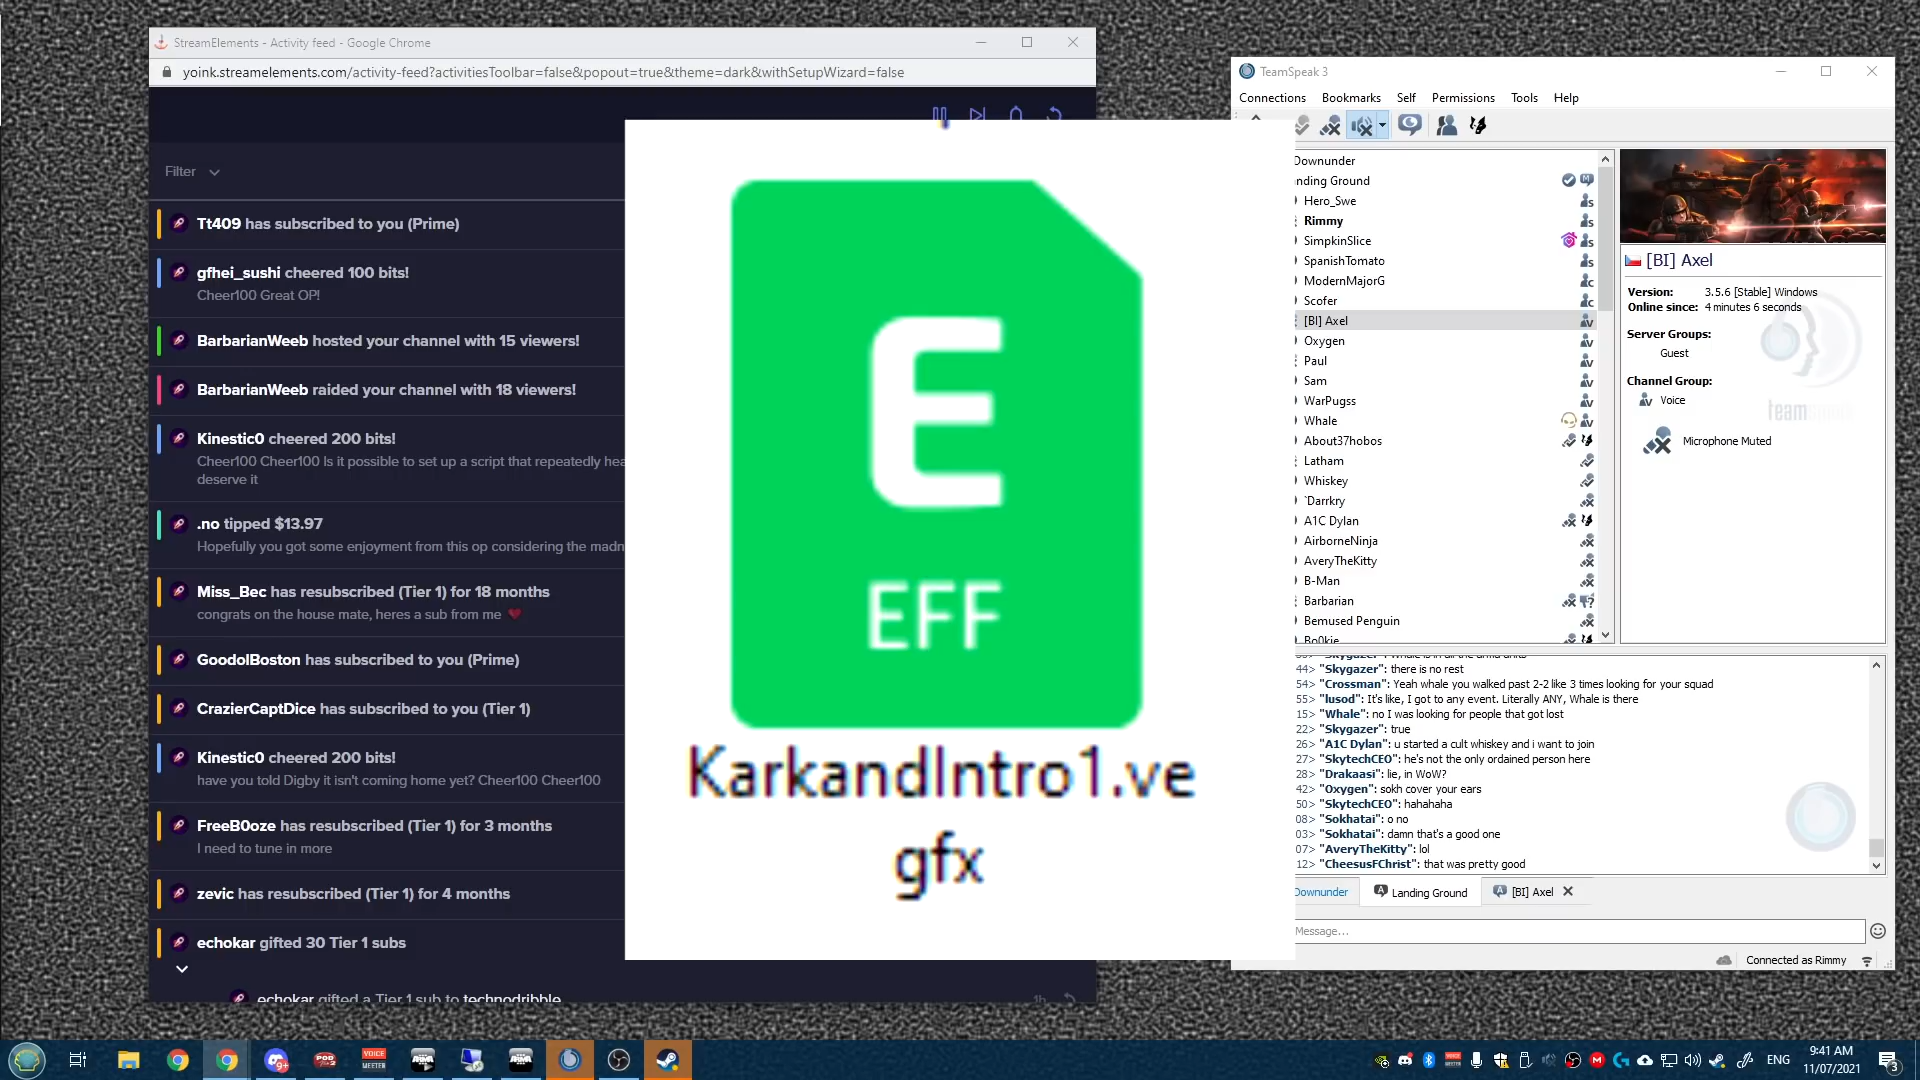 StreamElements - Activity feed - Google Chrome
yoink.streamelements.com/activity-feed?activitiesToolbar=false&popout=true&theme=dark&withSetupWizard=false
Filter
Tt409 has subscribed to you (Prime)
gfhei_sushi cheered 100 bits!
Cheer100 Great OP!
BarbarianWeeb hosted your channel with 15 viewers!
BarbarianWeeb raided your channel with 18 viewers!
Kinestic0 cheered 200 bits!
Cheer100 Cheer100 Is it possible to set up a script that repeatedly hea
deserve it
.no tipped $13.97
Hopefully you got some enjoyment from this op considering the madn
Miss_Bec has resubscribed (Tier 1) for 18 months
congrats on the house mate, heres a sub from me
GoodolBoston has subscribed to you (Prime)
CrazierCaptDice has subscribed to you (Tier 1)
Kinestic0 cheered 200 bits!
have you told Digby it isn't coming home yet? Cheer100 Cheer100
FreeB0oze has resubscribed (Tier 1) for 3 months
I need to tune in more
zevic has resubscribed (Tier 1) for 4 months
echokar gifted 30 Tier 1 subs
echokar gifted a Tier 1 sub to technodribble
1h
E
EFF
KarkandIntro1.ve
gfx
TeamSpeak 3
Connections Bookmarks Self Permissions Tools Help
Downunder
nding Ground
Hero_Swe
Rimmy
SimpkinSlice
SpanishTomato
ModernMajorG
Scofer
[BI] Axel
Oxygen
Paul
Sam
WarPugss
Whale
About37hobos
Latham
Whiskey
`Darrkry
A1C Dylan
AirborneNinja
AveryTheKitty
B-Man
Barbarian
Bemused Penguin
Bo0kie
[BI] Axel
Version: 3.5.6 [Stable] Windows
Online since: 4 minutes 6 seconds
Server Groups:
Guest
Channel Group:
Voice
Microphone Muted
44> "Skygazer": there is no rest
54> "Crossman": Yeah whale you walked past 2-2 like 3 times looking for your squad
55> "lusod": It's like, I got to any event. Literally ANY, Whale is there
15> "Whale": no I was looking for people that got lost
22> "Skygazer": true
26> "A1C Dylan": u started a cult whiskey and i want to join
27> "SkytechCEO": he's not the only ordained person here
28> "Drakaasi": lie, in WoW?
42> "Oxygen": sokh cover your ears
50> "SkytechCEO": hahahaha
08> "Sokhatai": o no
03> "Sokhatai": damn that's a good one
07> "AveryTheKitty": lol
12> "CheesusFChrist": that was pretty good
Downunder Landing Ground [BI] Axel
Message...
Connected as Rimmy
ENG
9:41 AM
11/07/2021
3